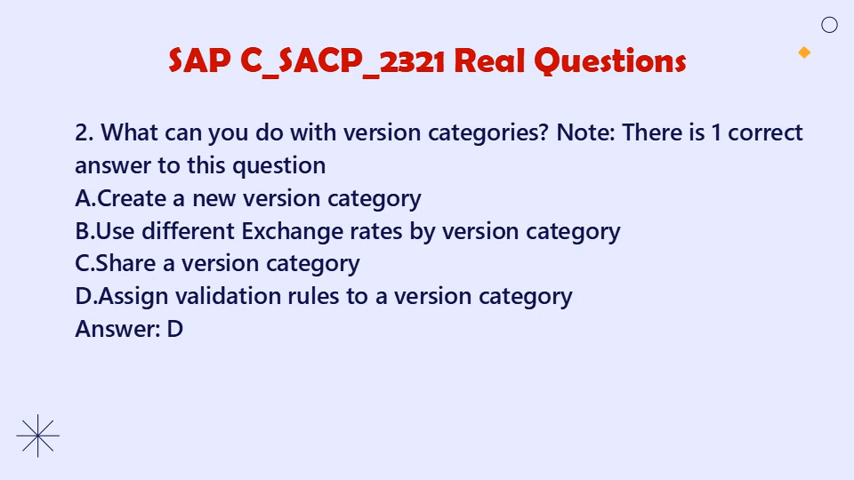 SAP C_SACP_2321 Real Questions
2. What can you do with version categories? Note: There is 1 correct
answer to this question
A.Create a new version category
B.Use different Exchange rates by version category
C.Share a version category
D.Assign validation rules to a version category
Answer: D